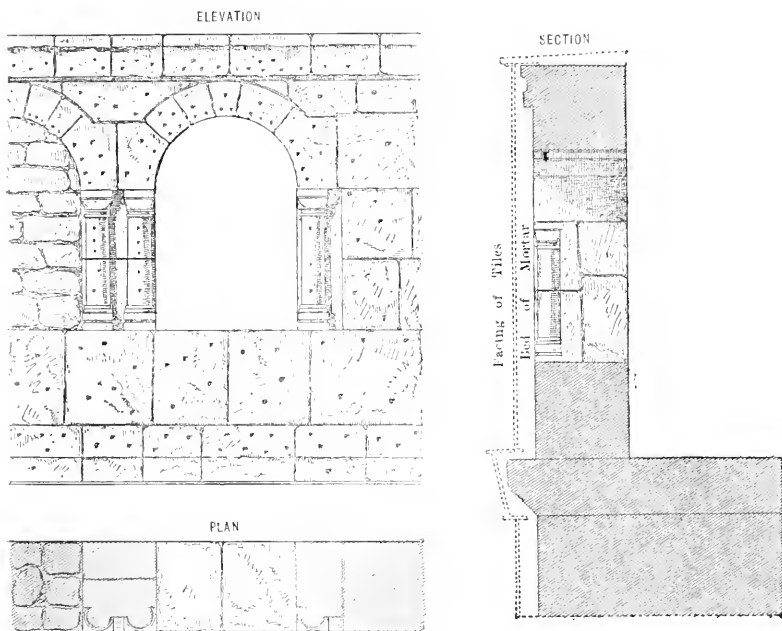 ELEVATION
SECTION
Facing of Tiles
Bed of Mortar
PLAN